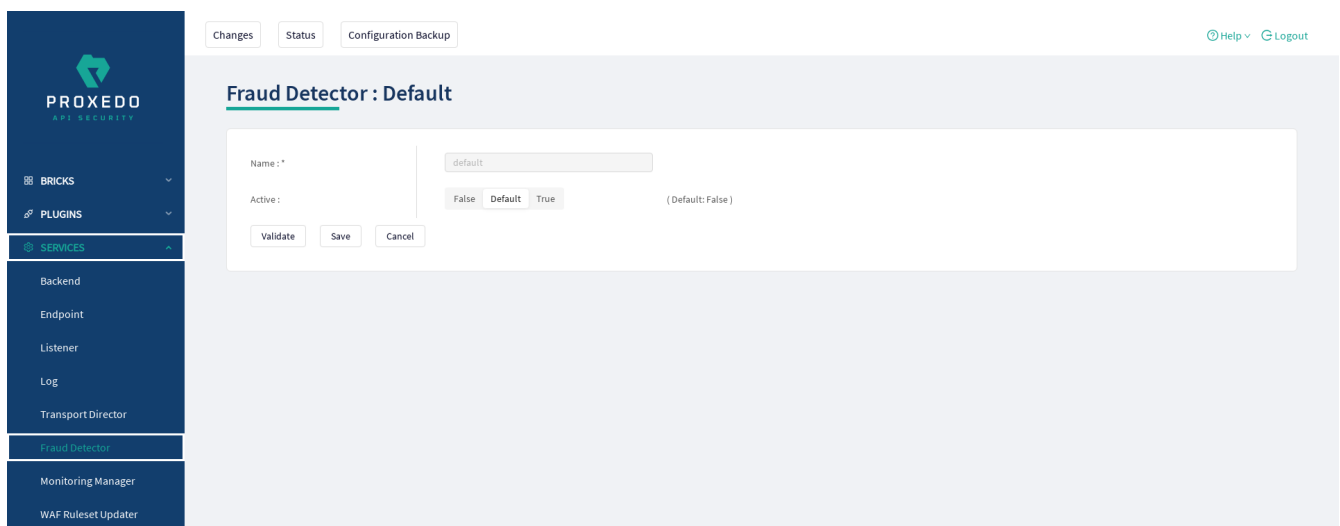 Changes Status Configuration Backup Help Logout
PROXEDO
API SECURITY
Fraud Detector : Default
Name : * default
BRICKS
Active : False Default True ( Default: False )
PLUGINS
Validate Save Cancel
SERVICES
Backend
Endpoint
Listener
Log
Transport Director
Fraud Detector
Monitoring Manager
WAF Ruleset Updater